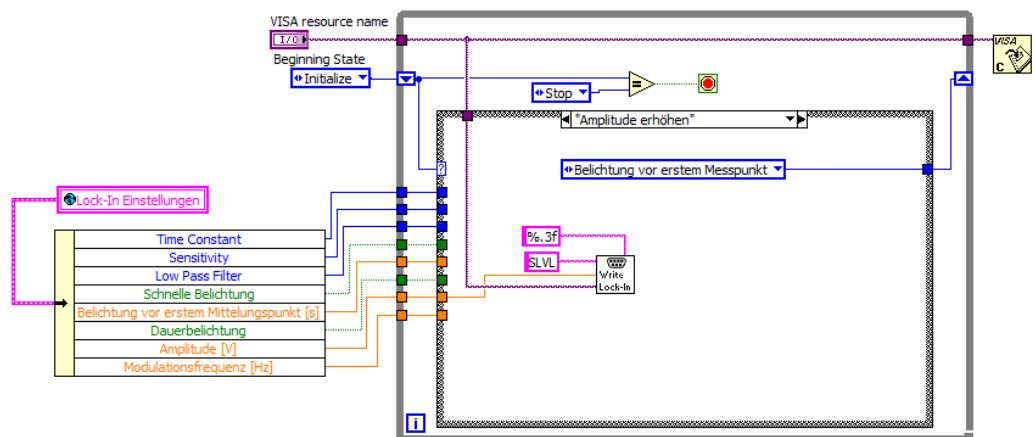 VISA resource name
I/O
Beginning State
Initialize
Stop
=
VISA
C
"Amplitude erhöhen"
?
Belichtung vor erstem Messpunkt
Lock-In Einstellungen
Time Constant
Sensitivity
Low Pass Filter
Schnelle Belichtung
Belichtung vor erstem Mittelungspunkt [s]
Dauerbelichtung
Amplitude [V]
Modulationsfrequenz [Hz]
%.3f
SLVL
Write
Lock-In
i